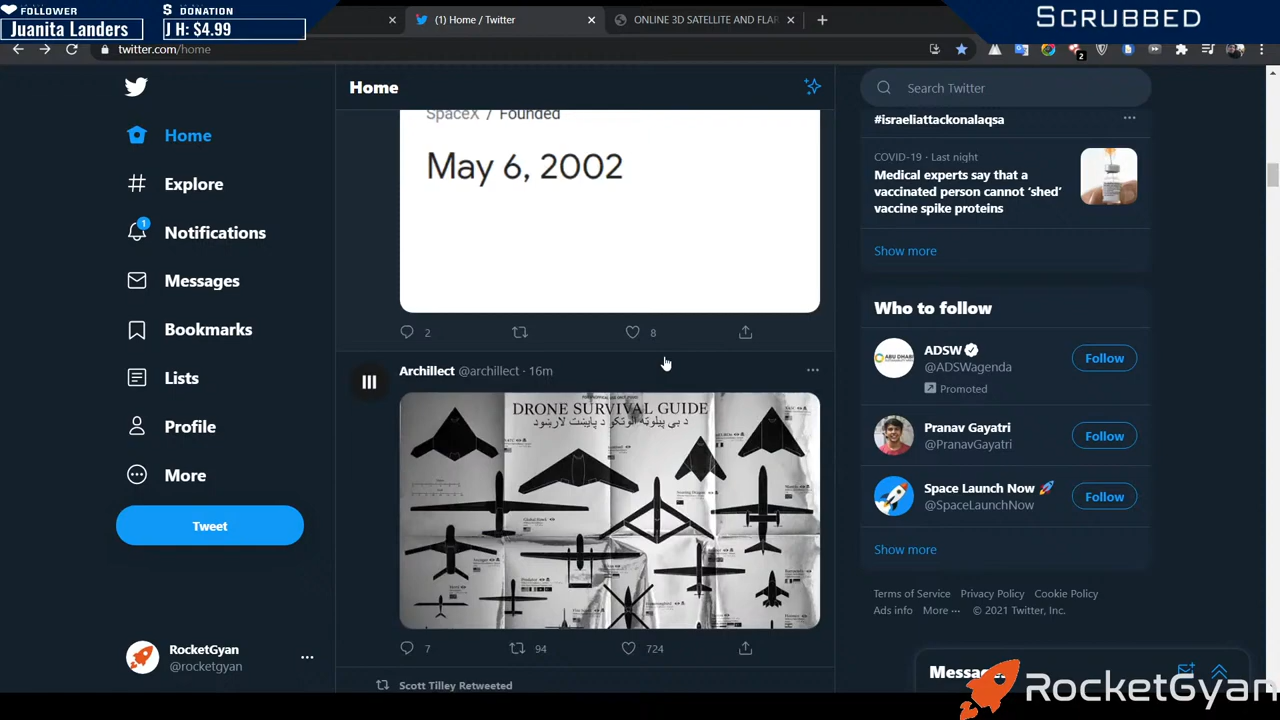 FOLLOWER
Juanita Landers
$ DONATION
J H: $4.99
(1) Home / Twitter
ONLINE 3D SATELLITE AND FLAR
SCRUBBED
twitter.com/home
2
Home
Explore
1
Notifications
Messages
Bookmarks
Lists
Profile
More
Tweet
RocketGyan
@rocketgyan
Home
SpaceX / Founded
May 6, 2002
2
8
Archillect @archillect · 16m
DRONE SURVIVAL GUIDE
7
94
724
Scott Tilley Retweeted
Search Twitter
#israeliattackonalaqsa
COVID-19 · Last night
Medical experts say that a
vaccinated person cannot ‘shed’
vaccine spike proteins
Show more
Who to follow
ADSW
@ADSWagenda
Promoted
Follow
Pranav Gayatri
@PranavGayatri
Follow
Space Launch Now
@SpaceLaunchNow
Follow
Show more
Terms of Service Privacy Policy Cookie Policy
Ads info More ··· © 2021 Twitter, Inc.
RocketGyan